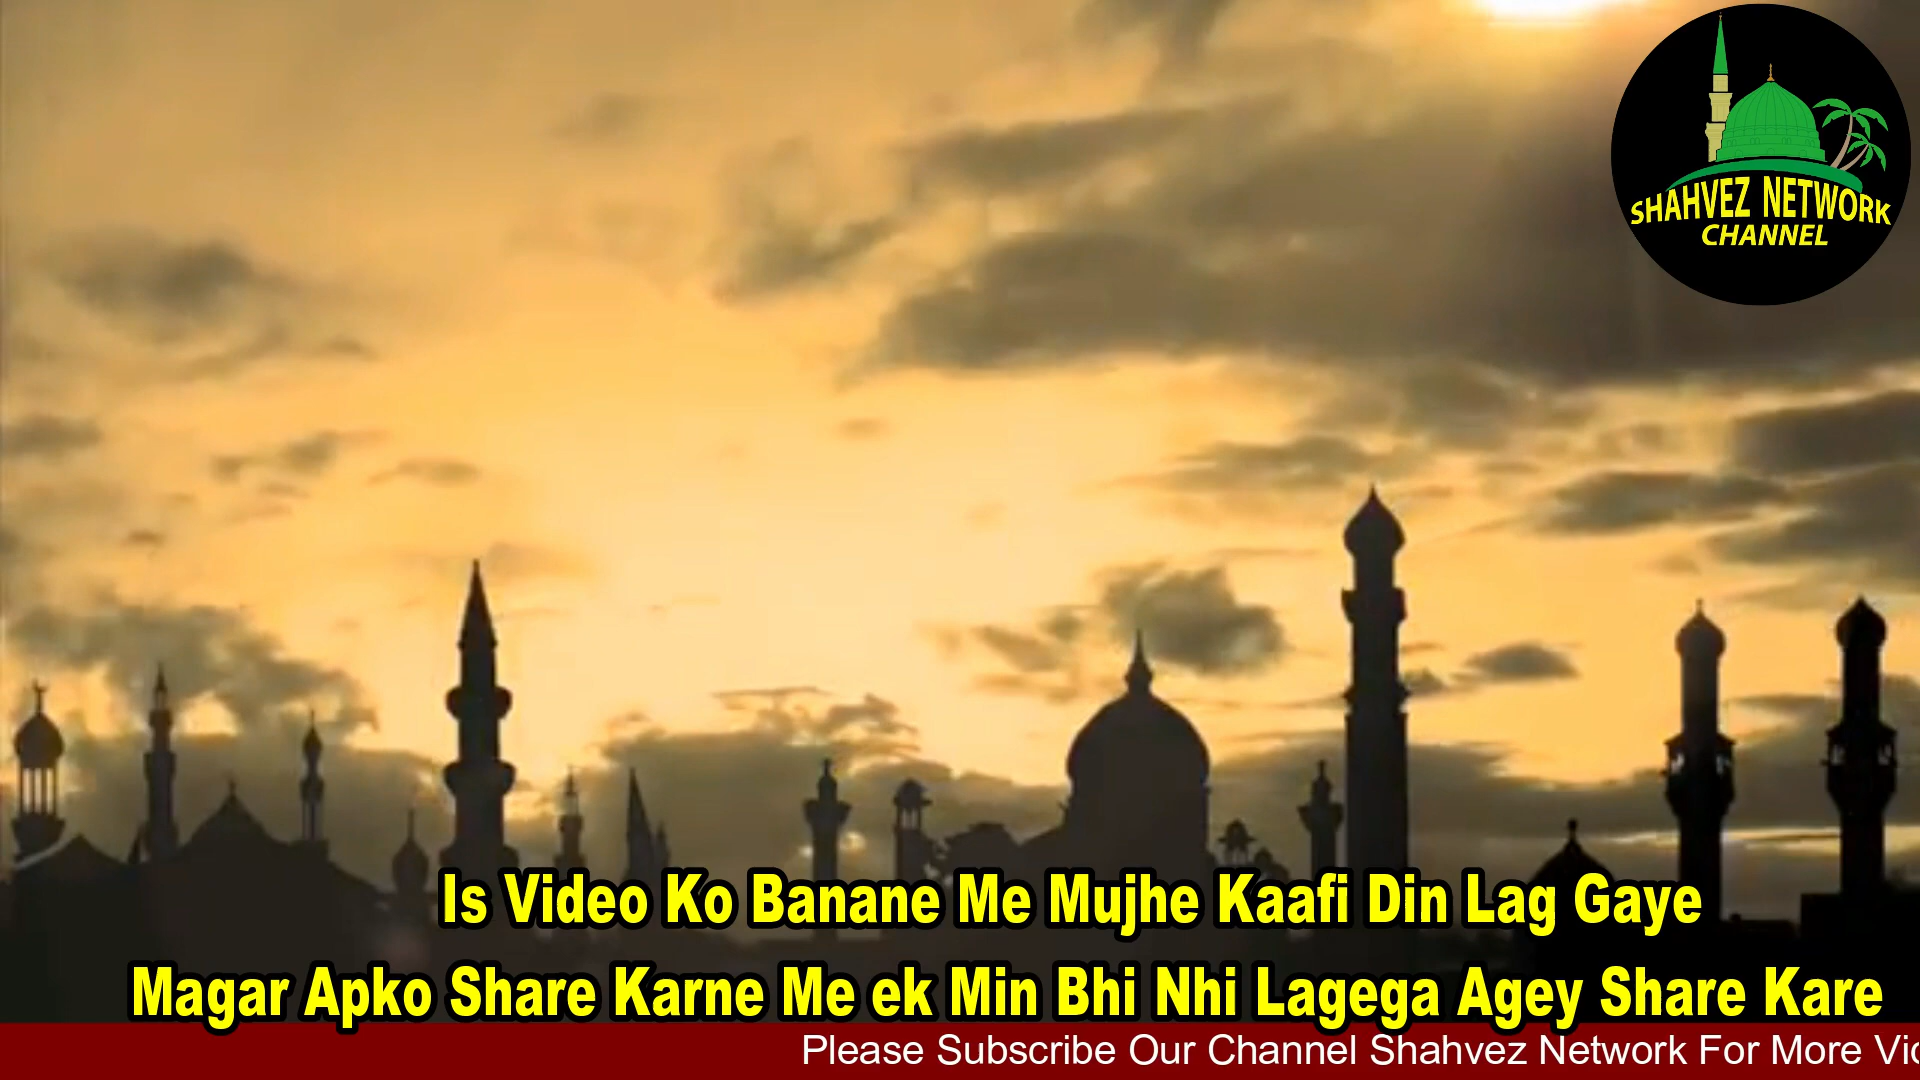 SHAHVEZ NETWORK
CHANNEL
Is Video Ko Banane Me Mujhe Kaafi Din Lag Gaye
Magar Apko Share Karne Me ek Min Bhi Nhi Lagega Agey Share Kare
Please Subscribe Our Channel Shahvez Network For More